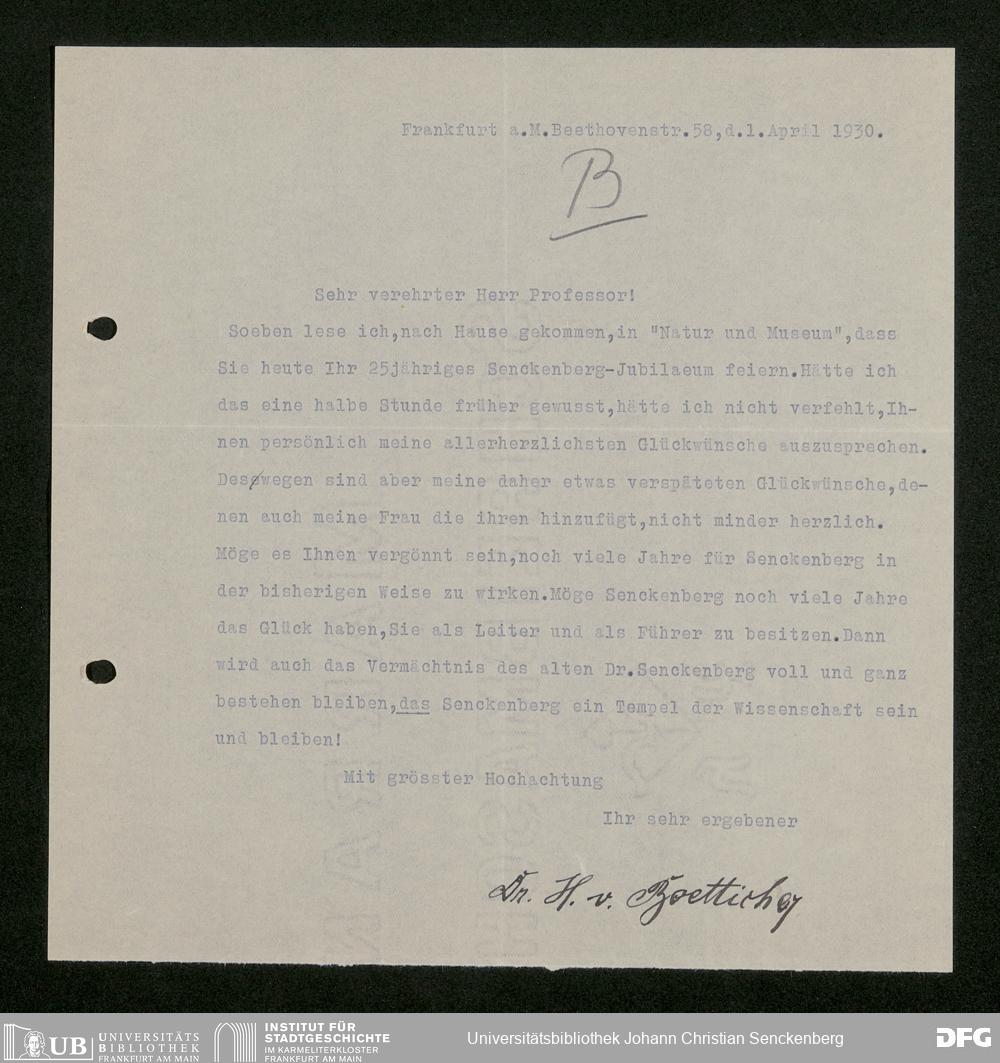 Frankfurt a.M.Beethovenstr.58,d.1.April 1930.
B
Sehr verehrter Herr Professor!
Soeben lese ich,nach Hause gekommen,in "Natur und Museum",dass
Sie heute Ihr 25jähriges Senckenberg-Jubilaeum feiern.Hätte ich
das eine halbe Stunde früher gewusst,hätte ich nicht verfehlt,Ih-
nen persönlich meine allerherzlichsten Glückwünsche auszusprechen.
Deswegen sind aber meine daher etwas verspäteten Glückwünsche,de-
nen auch meine Frau die ihren hinzufügt,nicht minder herzlich.
Möge es Ihnen vergönnt sein,noch viele Jahre für Senckenberg in
der bisherigen Weise zu wirken.Möge Senckenberg noch viele Jahre
das Glück haben,Sie als Leiter und als Führer zu besitzen.Dann
wird auch das Vermächtnis des alten Dr.Senckenberg voll und ganz
bestehen bleiben,das Senckenberg ein Tempel der Wissenschaft sein
und bleiben!
Mit grösster Hochachtung
Ihr sehr ergebener
Dr. H. v. Boetticher
UB UNIVERSITÄTS
BIBLIOTHEK
FRANKFURT AM MAIN
INSTITUT FÜR
STADTGESCHICHTE
IM KARMELITERKLOSTER
FRANKFURT AM MAIN
Universitätsbibliothek Johann Christian Senckenberg
DFG